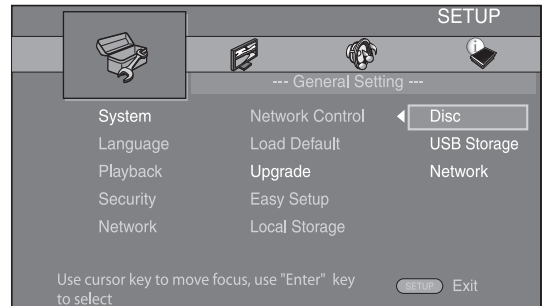 SETUP
--- General Setting ---
System
Language
Playback
Security
Network
Network Control
Load Default
Upgrade
Easy Setup
Local Storage
Disc
USB Storage
Network
Use cursor key to move focus, use "Enter" key
to select
SETUP Exit